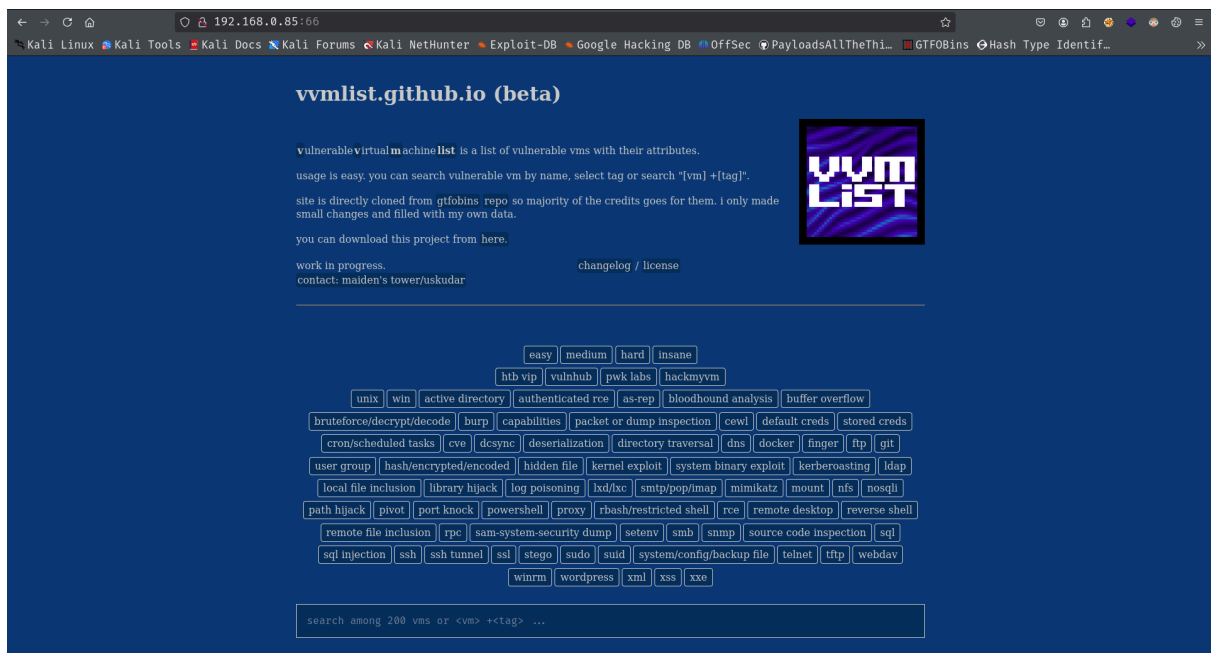 192.168.0.85:66
Kali Linux Kali Tools Kali Docs Kali Forums Kali NetHunter Exploit-DB Google Hacking DB OffSec PayloadsAllTheThi… GTFOBins Hash Type Identif…
vvmlist.github.io (beta)
vulnerable virtual machine list is a list of vulnerable vms with their attributes.
usage is easy. you can search vulnerable vm by name, select tag or search "[vm] +[tag]".
site is directly cloned from gtfobins repo so majority of the credits goes for them. i only made
small changes and filled with my own data.
you can download this project from here.
VVM
LIST
work in progress. changelog / license
contact: maiden's tower/uskudar
easy medium hard insane
htb vip vulnhub pwk labs hackmyvm
unix win active directory authenticated rce as-rep bloodhound analysis buffer overflow
bruteforce/decrypt/decode burp capabilities packet or dump inspection cewl default creds stored creds
cron/scheduled tasks cve dcsync deserialization directory traversal dns docker finger ftp git
user group hash/encrypted/encoded hidden file kernel exploit system binary exploit kerberoasting ldap
local file inclusion library hijack log poisoning lxd/lxc smtp/pop/imap mimikatz mount nfs nosqli
path hijack pivot port knock powershell proxy rbash/restricted shell rce remote desktop reverse shell
remote file inclusion rpc sam-system-security dump setenv smb snmp source code inspection sql
sql injection ssh ssh tunnel ssl stego sudo suid system/config/backup file telnet tftp webdav
winrm wordpress xml xss xxe
search among 200 vms or <vm> +<tag> ...